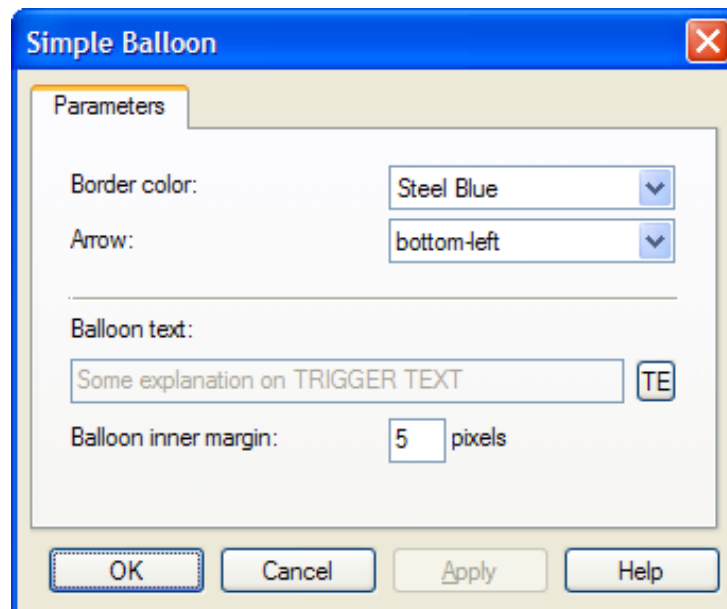 Simple Balloon
Parameters
Border color: Steel Blue
Arrow: bottom-left
Balloon text:
Some explanation on TRIGGER TEXT TE
Balloon inner margin: 5 pixels
OK Cancel Apply Help